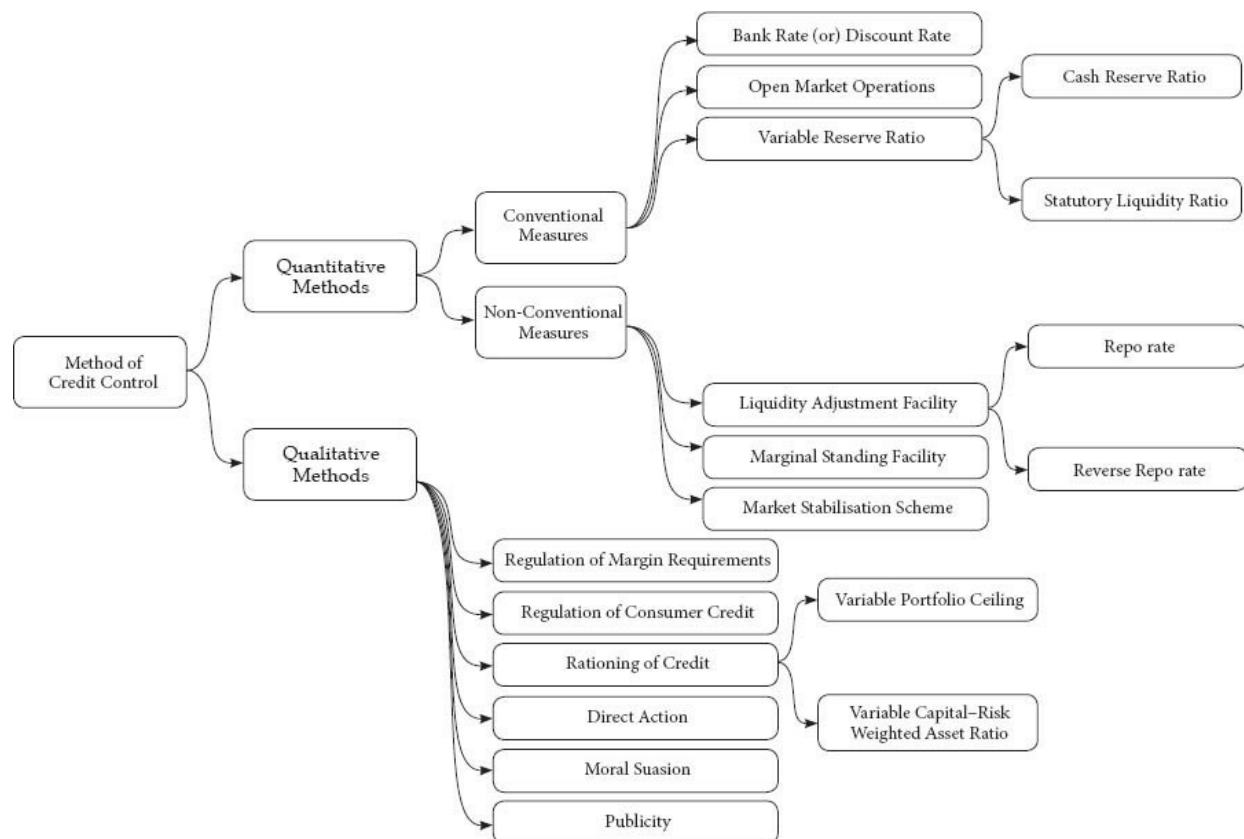 Method of
Credit Control
Quantitative
Methods
Conventional
Measures
Bank Rate (or) Discount Rate
Open Market Operations
Variable Reserve Ratio
Cash Reserve Ratio
Statutory Liquidity Ratio
Non-Conventional
Measures
Liquidity Adjustment Facility
Repo rate
Reverse Repo rate
Marginal Standing Facility
Market Stabilisation Scheme
Qualitative
Methods
Regulation of Margin Requirements
Regulation of Consumer Credit
Rationing of Credit
Variable Portfolio Ceiling
Variable Capital–Risk
Weighted Asset Ratio
Direct Action
Moral Suasion
Publicity